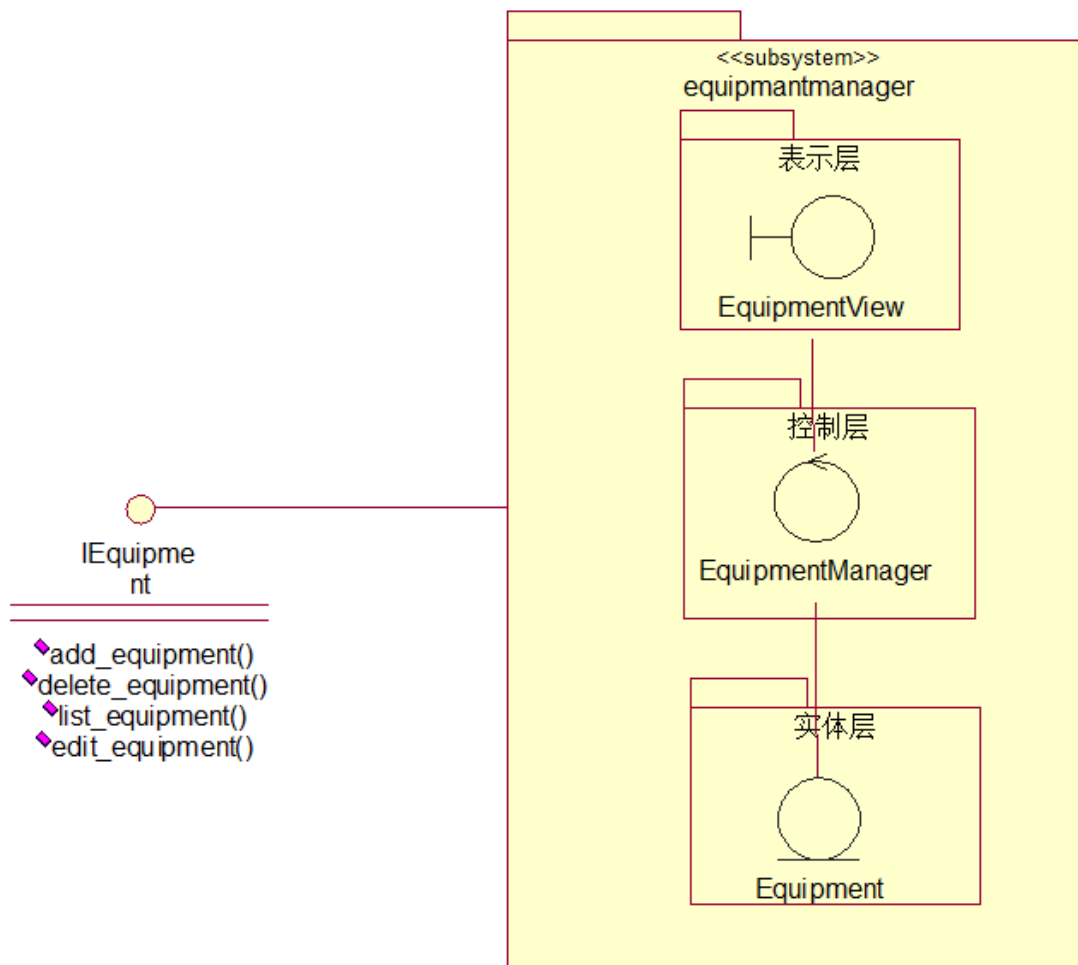 <<subsystem>>
equipmantmanager
表示层
EquipmentView
控制层
EquipmentManager
实体层
Equipment
IEquipme
nt
add_equipment()
delete_equipment()
list_equipment()
edit_equipment()